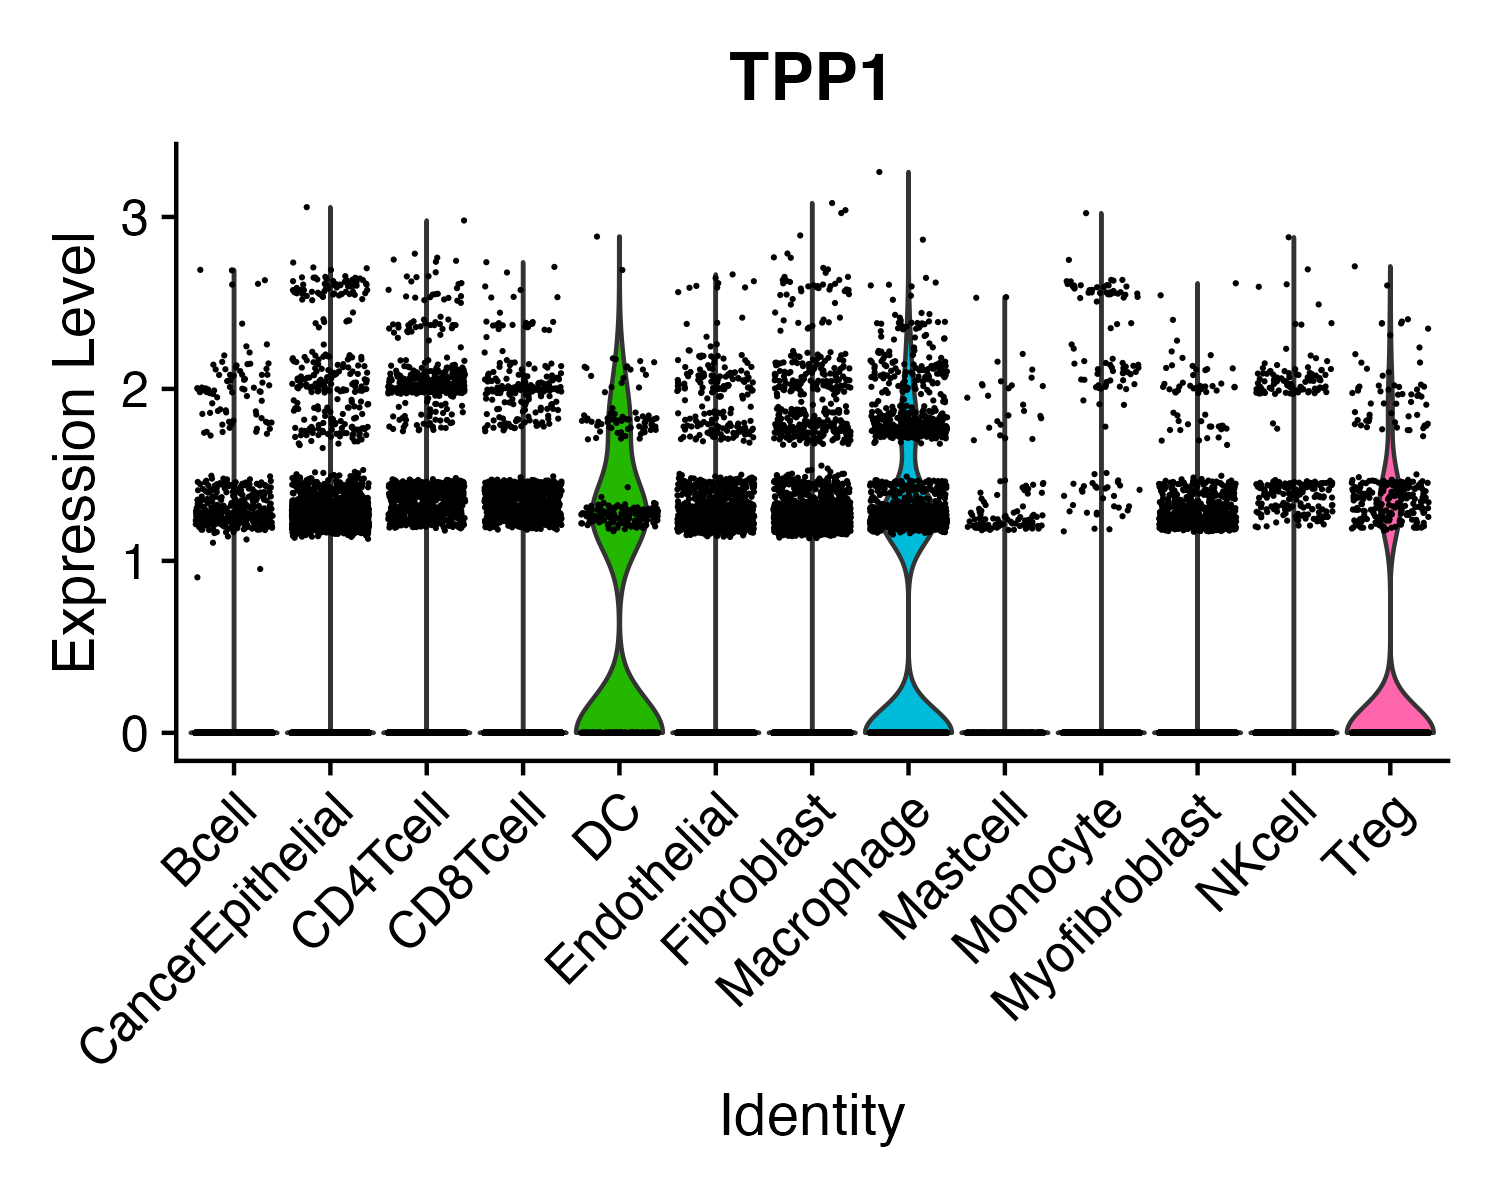 TPP1
Expression Level
3
2
1
0
Bcell
CancerEpithelial
CD4Tcell
CD8Tcell
DC
Endothelial
Fibroblast
Macrophage
Mastcell
Monocyte
Myofibroblast
NKcell
Treg
Identity